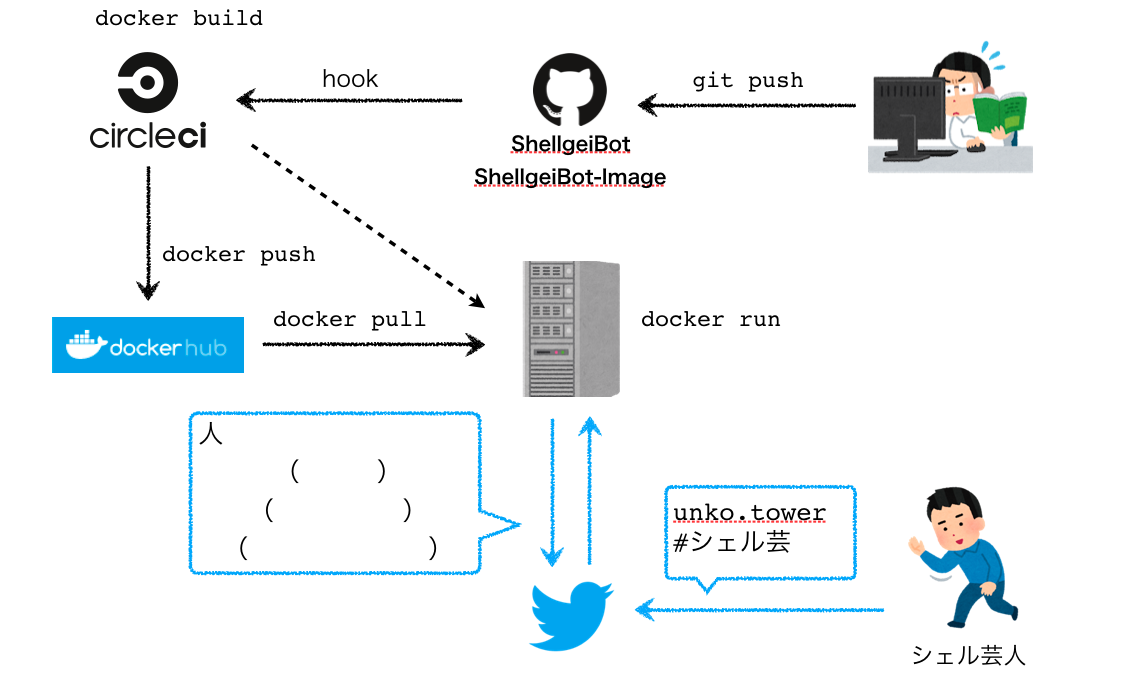 docker build
hook
git push
circleci
ShellgeiBot
ShellgeiBot-Image
docker push
docker hub
docker pull
docker run
人
(　　　)
(　　　　　)
(　　　　　　　)
unko.tower
#シェル芸
シェル芸人